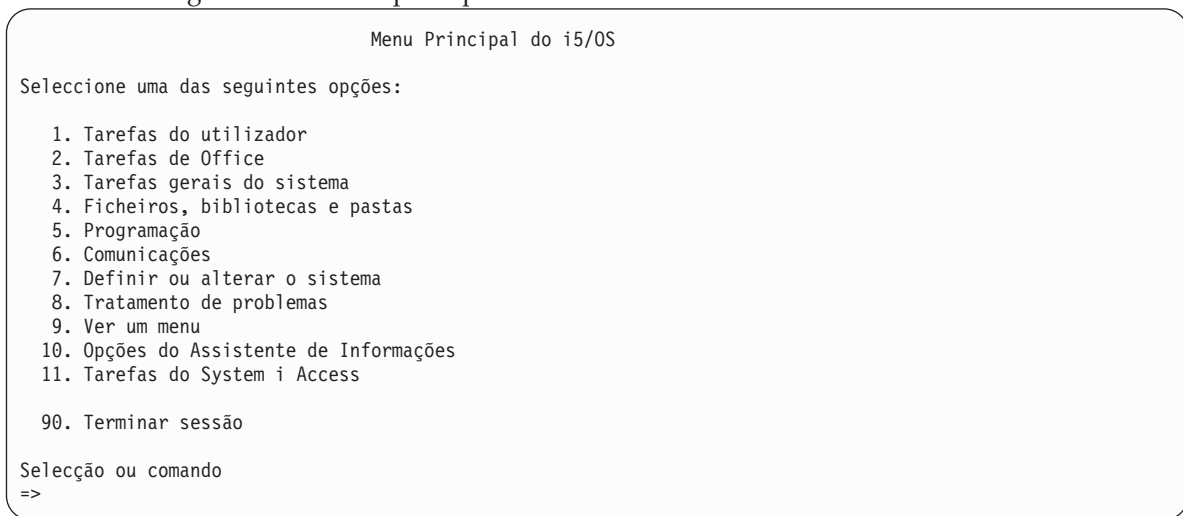 Menu Principal do i5/OS
Seleccione uma das seguintes opções:
1. Tarefas do utilizador
2. Tarefas de Office
3. Tarefas gerais do sistema
4. Ficheiros, bibliotecas e pastas
5. Programação
6. Comunicações
7. Definir ou alterar o sistema
8. Tratamento de problemas
9. Ver um menu
10. Opções do Assistente de Informações
11. Tarefas do System i Access
90. Terminar sessão
Selecção ou comando
=>